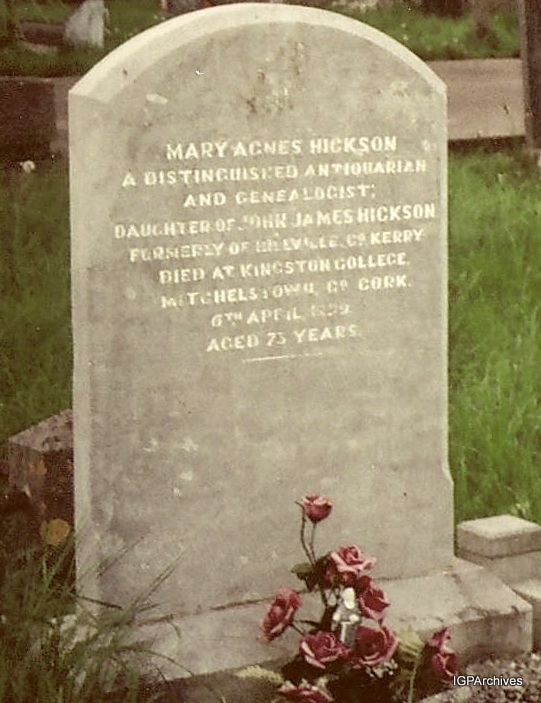 MARY AGNES HICKSON
A DISTINGUISHED ANTIQUARIAN
AND GENEALOGIST;
DAUGHTER OF JOHN JAMES HICKSON
FORMERLY OF HILLVILLE, Co KERRY
DIED AT KINGSTON COLLEGE,
MITCHELSTOWN, Co CORK.
6TH APRIL 1899
AGED 73 YEARS.
IGPArchives